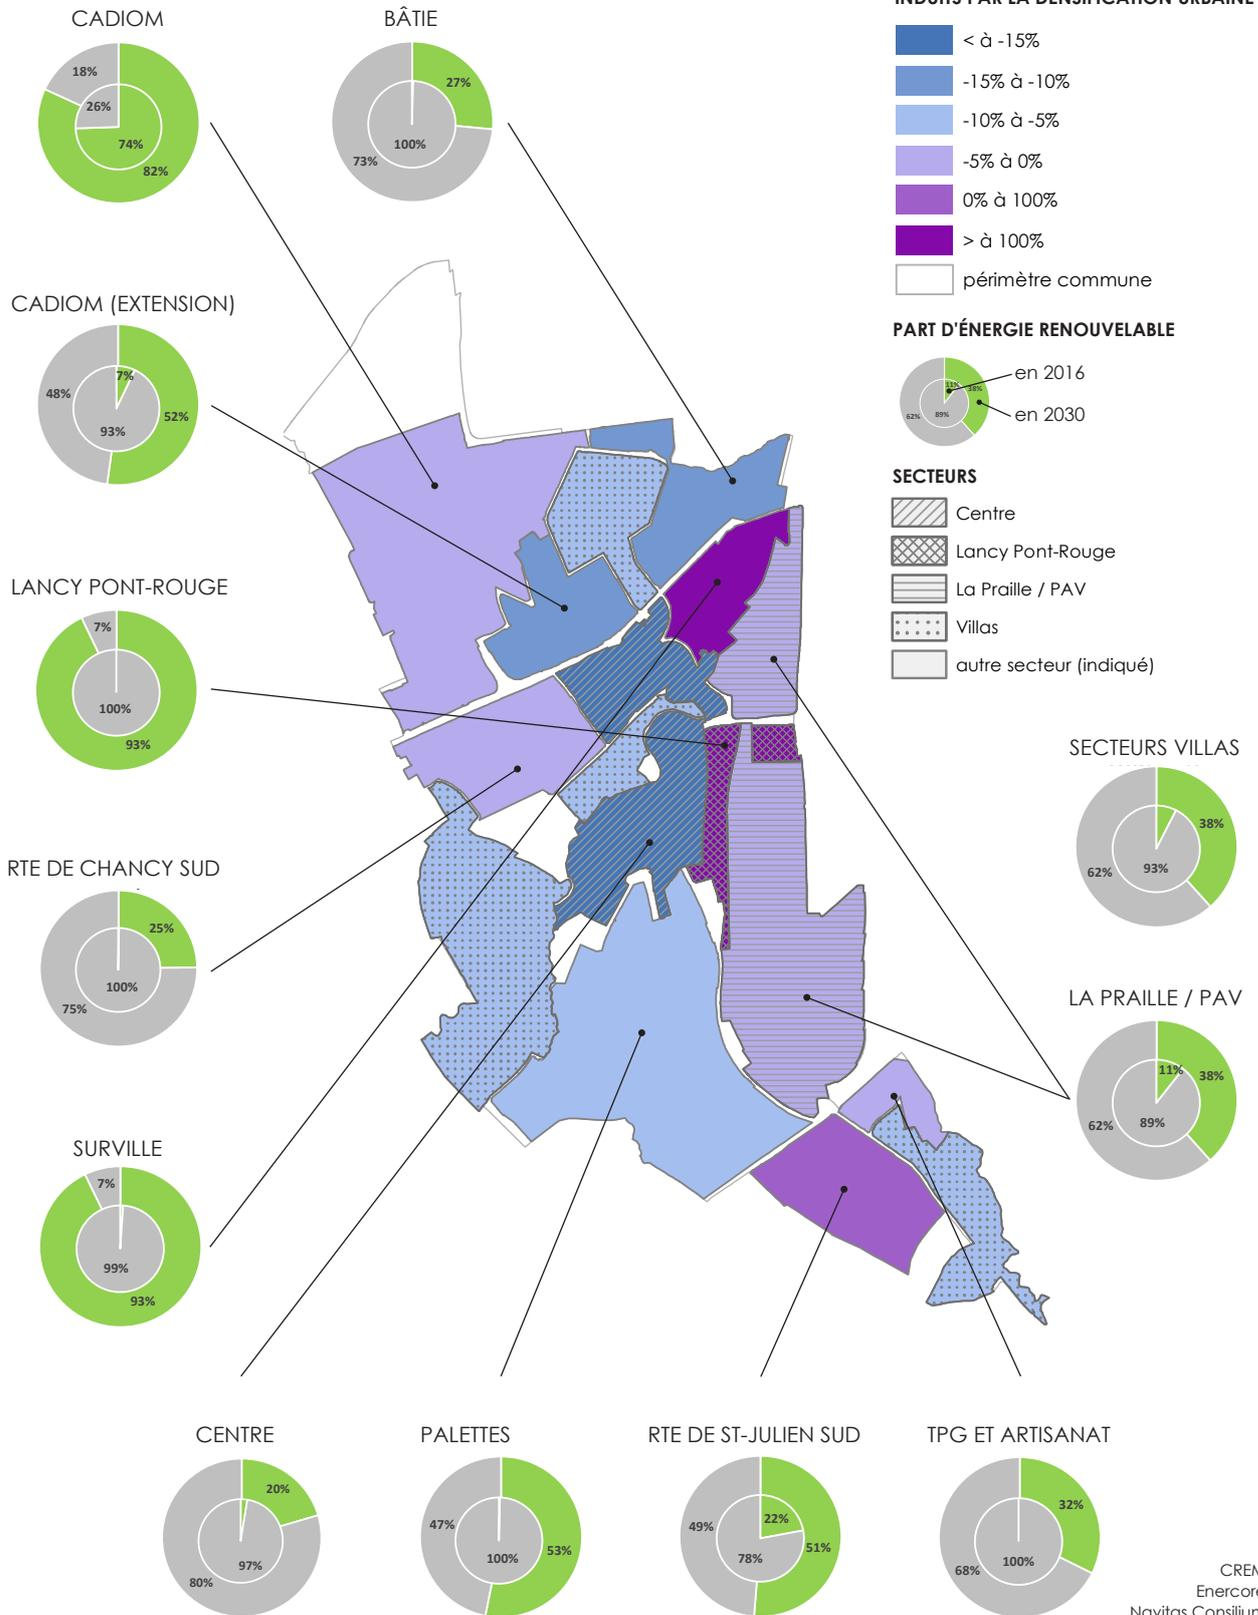 INDUITS PAR LA DENSIFICATION URBAINE
< à -15%
-15% à -10%
-10% à -5%
-5% à 0%
0% à 100%
> à 100%
périmètre commune
PART D'ÉNERGIE RENOUVELABLE
11%
38%
62%
89%
en 2016
en 2030
SECTEURS
Centre
Lancy Pont-Rouge
La Praille / PAV
Villas
autre secteur (indiqué)
CADIOM
18%
26%
74%
82%
BÂTIE
27%
100%
73%
CADIOM (EXTENSION)
7%
48%
52%
93%
LANCY PONT-ROUGE
7%
100%
93%
RTE DE CHANCY SUD
25%
100%
75%
SURVILLE
7%
99%
93%
SECTEURS VILLAS
38%
62%
93%
LA PRAILLE / PAV
11%
38%
62%
89%
CENTRE
20%
97%
80%
PALETTES
47%
53%
100%
RTE DE ST-JULIEN SUD
22%
49%
51%
78%
TPG ET ARTISANAT
32%
68%
100%
CREM
Enercore
Navitas Consilium